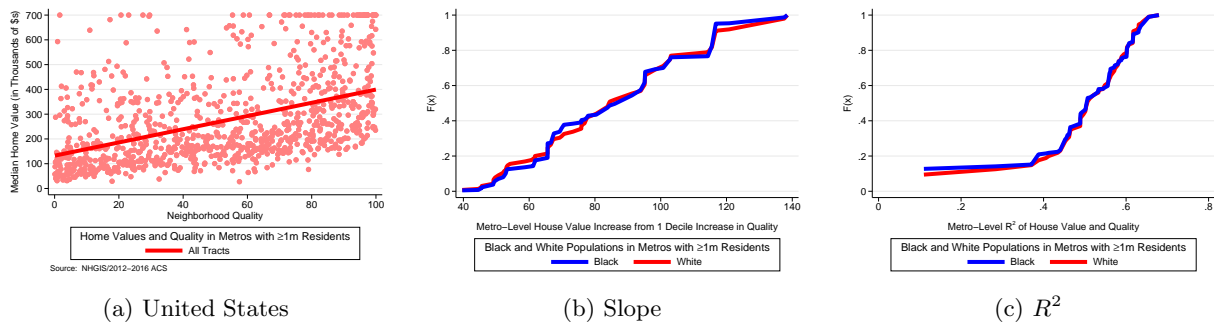 Median Home Value (in Thousands of $s)
700
600
500
400
300
200
100
0
0 20 40 60 80 100
Neighborhood Quality
Home Values and Quality in Metros with ≥1m Residents
All Tracts
Source: NHGIS/2012−2016 ACS
(a) United States
F(x)
1
.8
.6
.4
.2
0
40 60 80 100 120 140
Metro−Level House Value Increase from 1 Decile Increase in Quality
Black and White Populations in Metros with ≥1m Residents
Black White
(b) Slope
F(x)
1
.8
.6
.4
.2
0
0 .2 .4 .6 .8
Metro−Level R² of House Value and Quality
Black and White Populations in Metros with ≥1m Residents
Black White
(c) R²